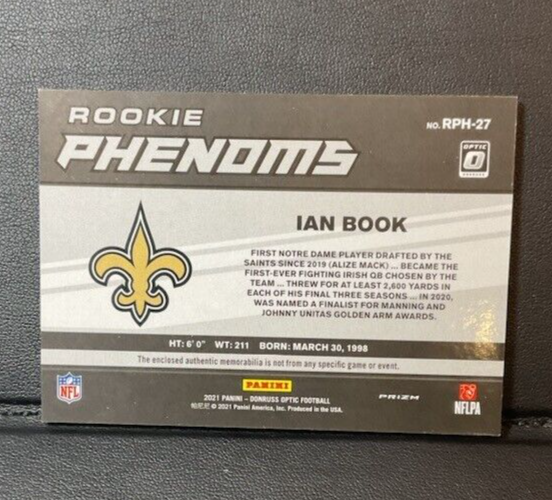 ROOKIE
PHENOMS
NO. RPH-27
OPTIC
IAN BOOK
FIRST NOTRE DAME PLAYER DRAFTED BY THE
SAINTS SINCE 2019 (ALIZE MACK) ... BECAME THE
FIRST-EVER FIGHTING IRISH QB CHOSEN BY THE
TEAM ... THREW FOR AT LEAST 2,600 YARDS IN
EACH OF HIS FINAL THREE SEASONS ... IN 2020,
WAS NAMED A FINALIST FOR MANNING AND
JOHNNY UNITAS GOLDEN ARM AWARDS.
HT: 6' 0" WT: 211 BORN: MARCH 30, 1998
The enclosed authentic memorabilia is not from any specific game or event.
NFL
PANINI
2021 PANINI – DONRUSS OPTIC FOOTBALL
帕尼尼 © 2021 Panini America, Inc. Produced in the USA.
PRIZM
NFLPA